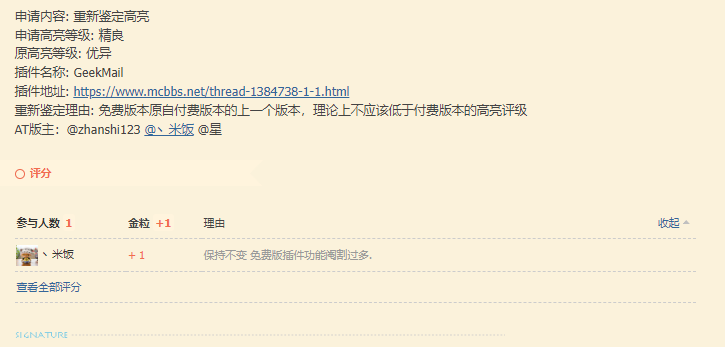 申请内容: 重新鉴定高亮
申请高亮等级: 精良
原高亮等级: 优异
插件名称: GeekMail
插件地址: https://www.mcbbs.net/thread-1384738-1-1.html
重新鉴定理由: 免费版本原自付费版本的上一个版本，理论上不应该低于付费版本的高亮评级
AT版主：@zhanshi123 @丶米饭 @星
评分
参与人数 1 金粒 +1 理由 收起
丶米饭 + 1 保持不变 免费版插件功能阉割过多.
查看全部评分
SIGNATURE